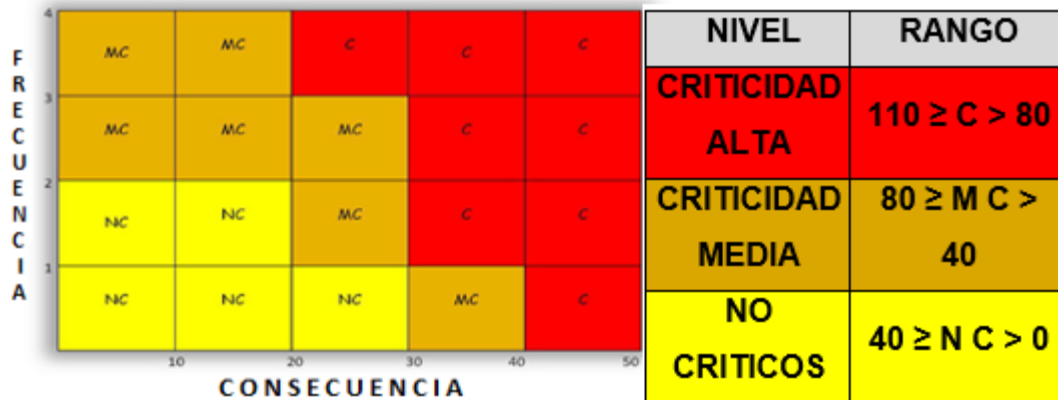 FRECUENCIA
4
MC MC C C C
3
MC MC MC C C
2
NC NC MC C C
1
NC NC NC MC C
10 20 30 40 50
CONSECUENCIA
NIVEL RANGO
CRITICIDAD
ALTA
110 ≥ C > 80
CRITICIDAD
MEDIA
80 ≥ M C >
40
NO
CRITICOS
40 ≥ N C > 0